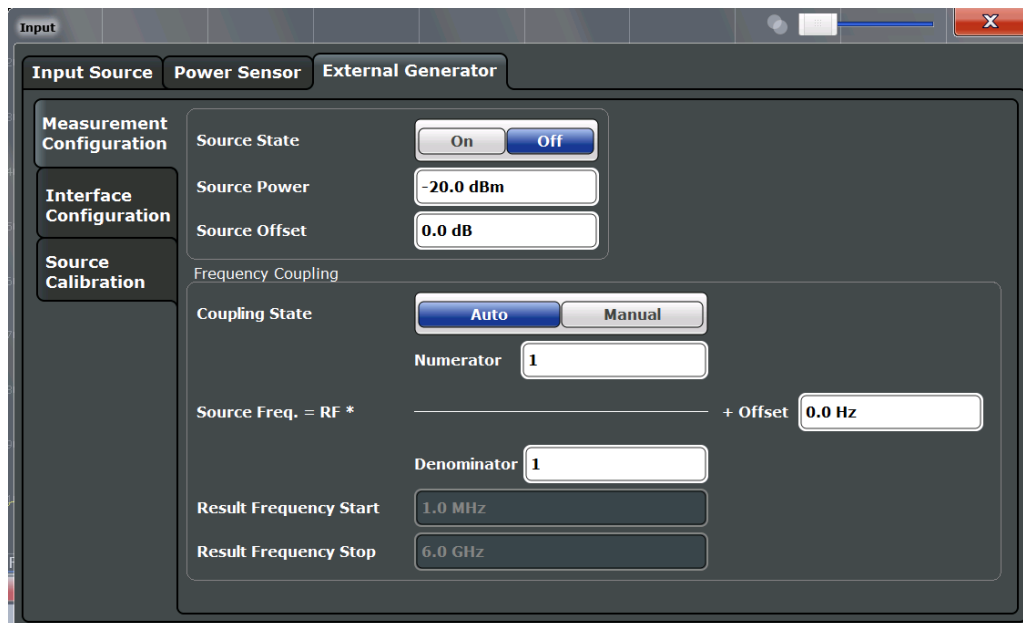 Input
X
Input Source
Power Sensor
External Generator
Measurement
Configuration
Interface
Configuration
Source
Calibration
Source State
On
Off
Source Power
-20.0 dBm
Source Offset
0.0 dB
Frequency Coupling
Coupling State
Auto
Manual
Numerator
1
Source Freq. = RF *
+ Offset
0.0 Hz
Denominator
1
Result Frequency Start
1.0 MHz
Result Frequency Stop
6.0 GHz